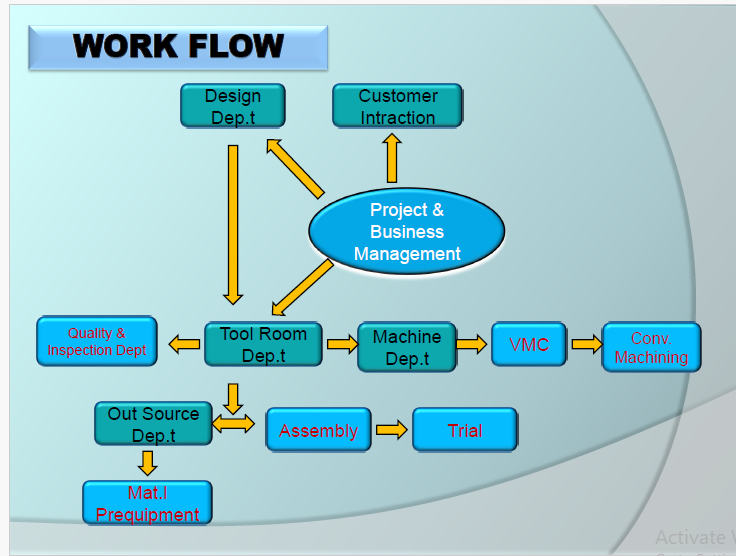 WORK FLOW
Design
Dep.t
Customer
Intraction
Project &
Business
Management
Quality &
Inspection Dept
Tool Room
Dep.t
Machine
Dep.t
VMC
Conv.
Machining
Out Source
Dep.t
Assembly
Trial
Mat.l
Prequipment
Activate